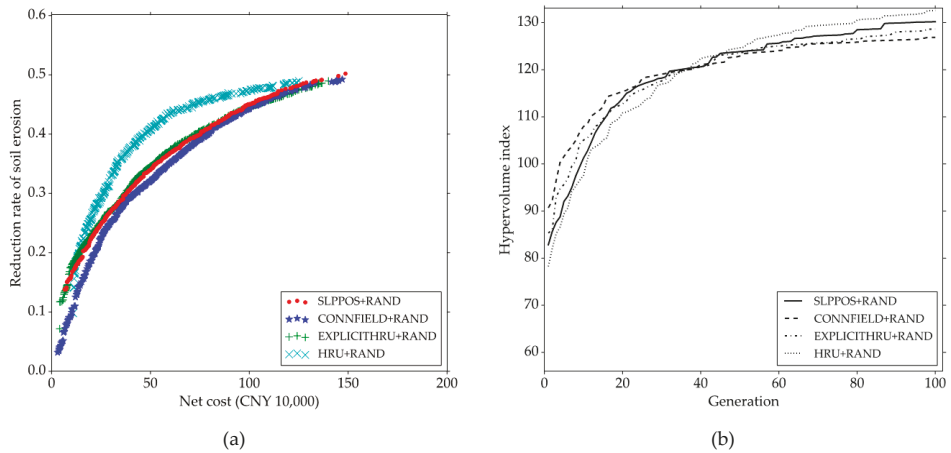 0.6
0.5
0.4
0.3
0.2
0.1
0.0
Reduction rate of soil erosion
0 50 100 150 200
Net cost (CNY 10,000)
SLPPOS+RAND
CONNFIELD+RAND
EXPLICITHRU+RAND
HRU+RAND
(a)
130
120
110
100
90
80
70
60
Hypervolume index
0 20 40 60 80 100
Generation
SLPPOS+RAND
CONNFIELD+RAND
EXPLICITHRU+RAND
HRU+RAND
(b)